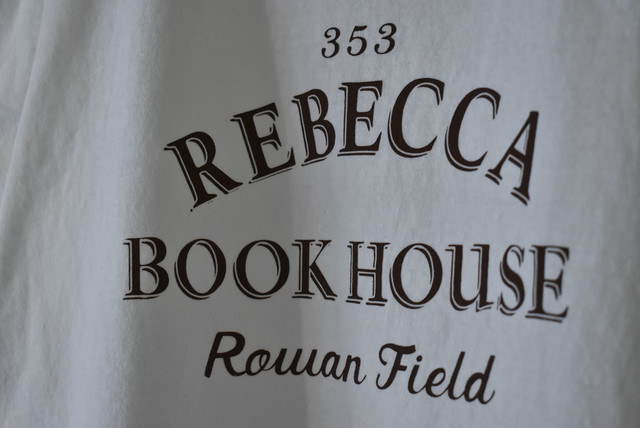 353
REBECCA
BOOKHOUSE
Rowan Field